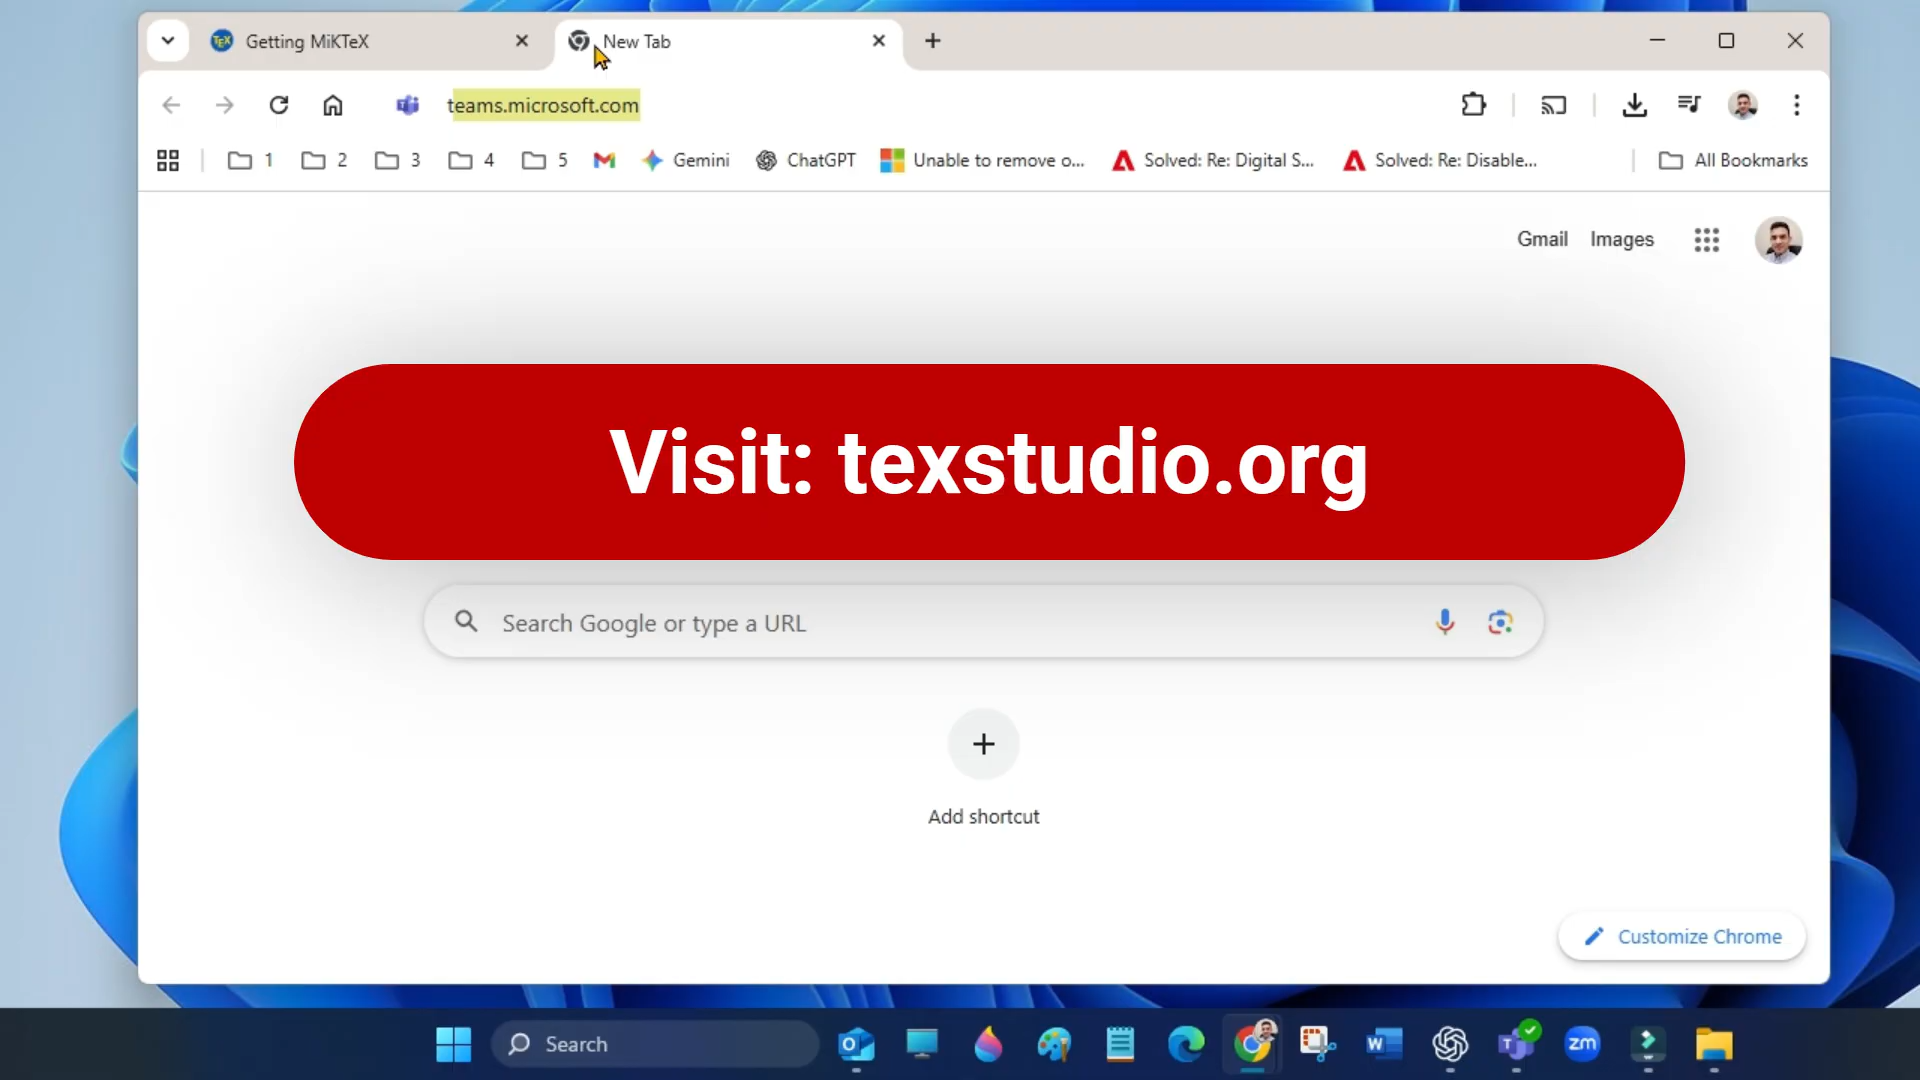 Getting MiKTeX
New Tab
teams.microsoft.com
1
2
3
4
5
Gemini
ChatGPT
Unable to remove o...
Solved: Re: Digital S...
Solved: Re: Disable...
All Bookmarks
Gmail
Images
Visit: texstudio.org
Search Google or type a URL
Add shortcut
Customize Chrome
Search
zm